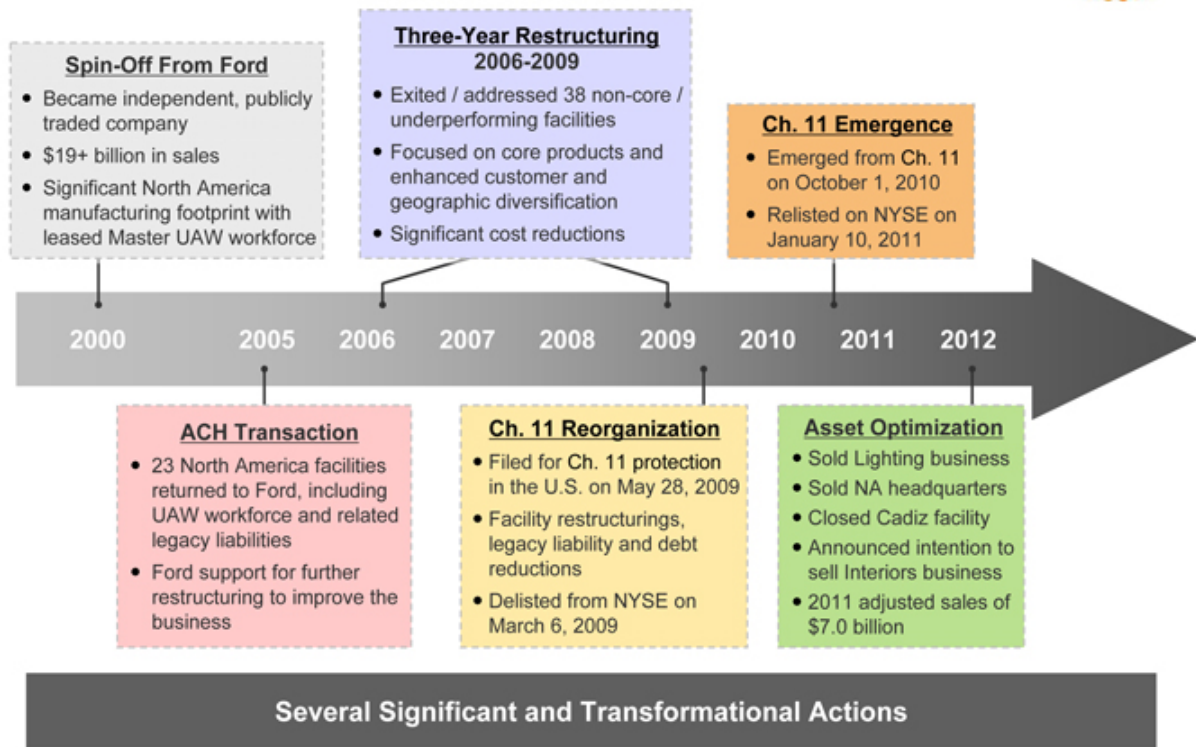 Spin-Off From Ford
• Became independent, publicly
traded company
• $19+ billion in sales
• Significant North America
manufacturing footprint with
leased Master UAW workforce
Three-Year Restructuring
2006-2009
• Exited / addressed 38 non-core /
underperforming facilities
• Focused on core products and
enhanced customer and
geographic diversification
• Significant cost reductions
Ch. 11 Emergence
• Emerged from Ch. 11
on October 1, 2010
• Relisted on NYSE on
January 10, 2011
2000 2005 2006 2007 2008 2009 2010 2011 2012
ACH Transaction
• 23 North America facilities
returned to Ford, including
UAW workforce and related
legacy liabilities
• Ford support for further
restructuring to improve the
business
Ch. 11 Reorganization
• Filed for Ch. 11 protection
in the U.S. on May 28, 2009
• Facility restructurings,
legacy liability and debt
reductions
• Delisted from NYSE on
March 6, 2009
Asset Optimization
• Sold Lighting business
• Sold NA headquarters
• Closed Cadiz facility
• Announced intention to
sell Interiors business
• 2011 adjusted sales of
$7.0 billion
Several Significant and Transformational Actions